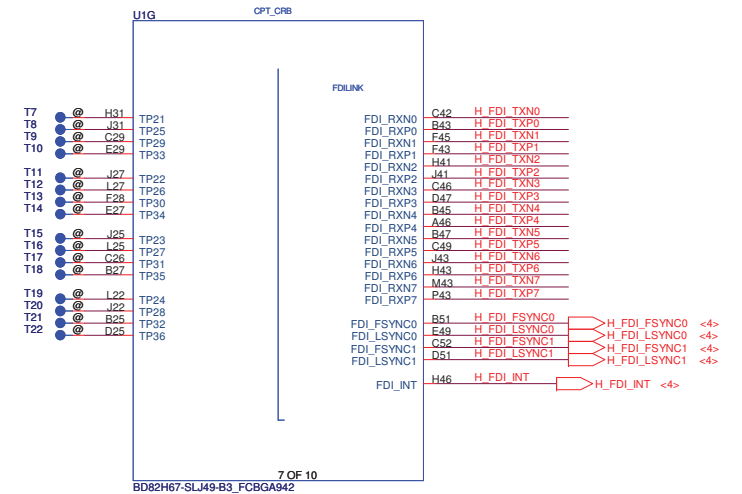 U1G CPT_CRB
FDILINK
T7 @ H31 TP21 FDI_RXN0 C42 H_FDI_TXN0
T8 @ J31 TP25 FDI_RXP0 B43 H_FDI_TXP0
T9 @ C29 TP29 FDI_RXN1 F45 H_FDI_TXN1
T10 @ E29 TP33 FDI_RXP1 F43 H_FDI_TXP1
FDI_RXN2 H41 H_FDI_TXN2
T11 @ J27 TP22 FDI_RXP2 J41 H_FDI_TXP2
T12 @ L27 TP26 FDI_RXN3 C46 H_FDI_TXN3
T13 @ F28 TP30 FDI_RXP3 D47 H_FDI_TXP3
T14 @ E27 TP34 FDI_RXN4 B45 H_FDI_TXN4
FDI_RXP4 A46 H_FDI_TXP4
T15 @ J25 TP23 FDI_RXN5 B47 H_FDI_TXN5
T16 @ L25 TP27 FDI_RXP5 C49 H_FDI_TXP5
T17 @ C26 TP31 FDI_RXN6 J43 H_FDI_TXN6
T18 @ B27 TP35 FDI_RXP6 H43 H_FDI_TXP6
FDI_RXN7 M43 H_FDI_TXN7
T19 @ L22 TP24 FDI_RXP7 P43 H_FDI_TXP7
T20 @ J22 TP28
T21 @ B25 TP32 FDI_FSYNC0 B51 H_FDI_FSYNC0 H_FDI_FSYNC0 <4>
T22 @ D25 TP36 FDI_LSYNC0 E49 H_FDI_LSYNC0 H_FDI_LSYNC0 <4>
FDI_FSYNC1 C52 H_FDI_FSYNC1 H_FDI_FSYNC1 <4>
FDI_LSYNC1 D51 H_FDI_LSYNC1 H_FDI_LSYNC1 <4>
FDI_INT H46 H_FDI_INT H_FDI_INT <4>
7 OF 10
BD82H67-SLJ49-B3_FCBGA942